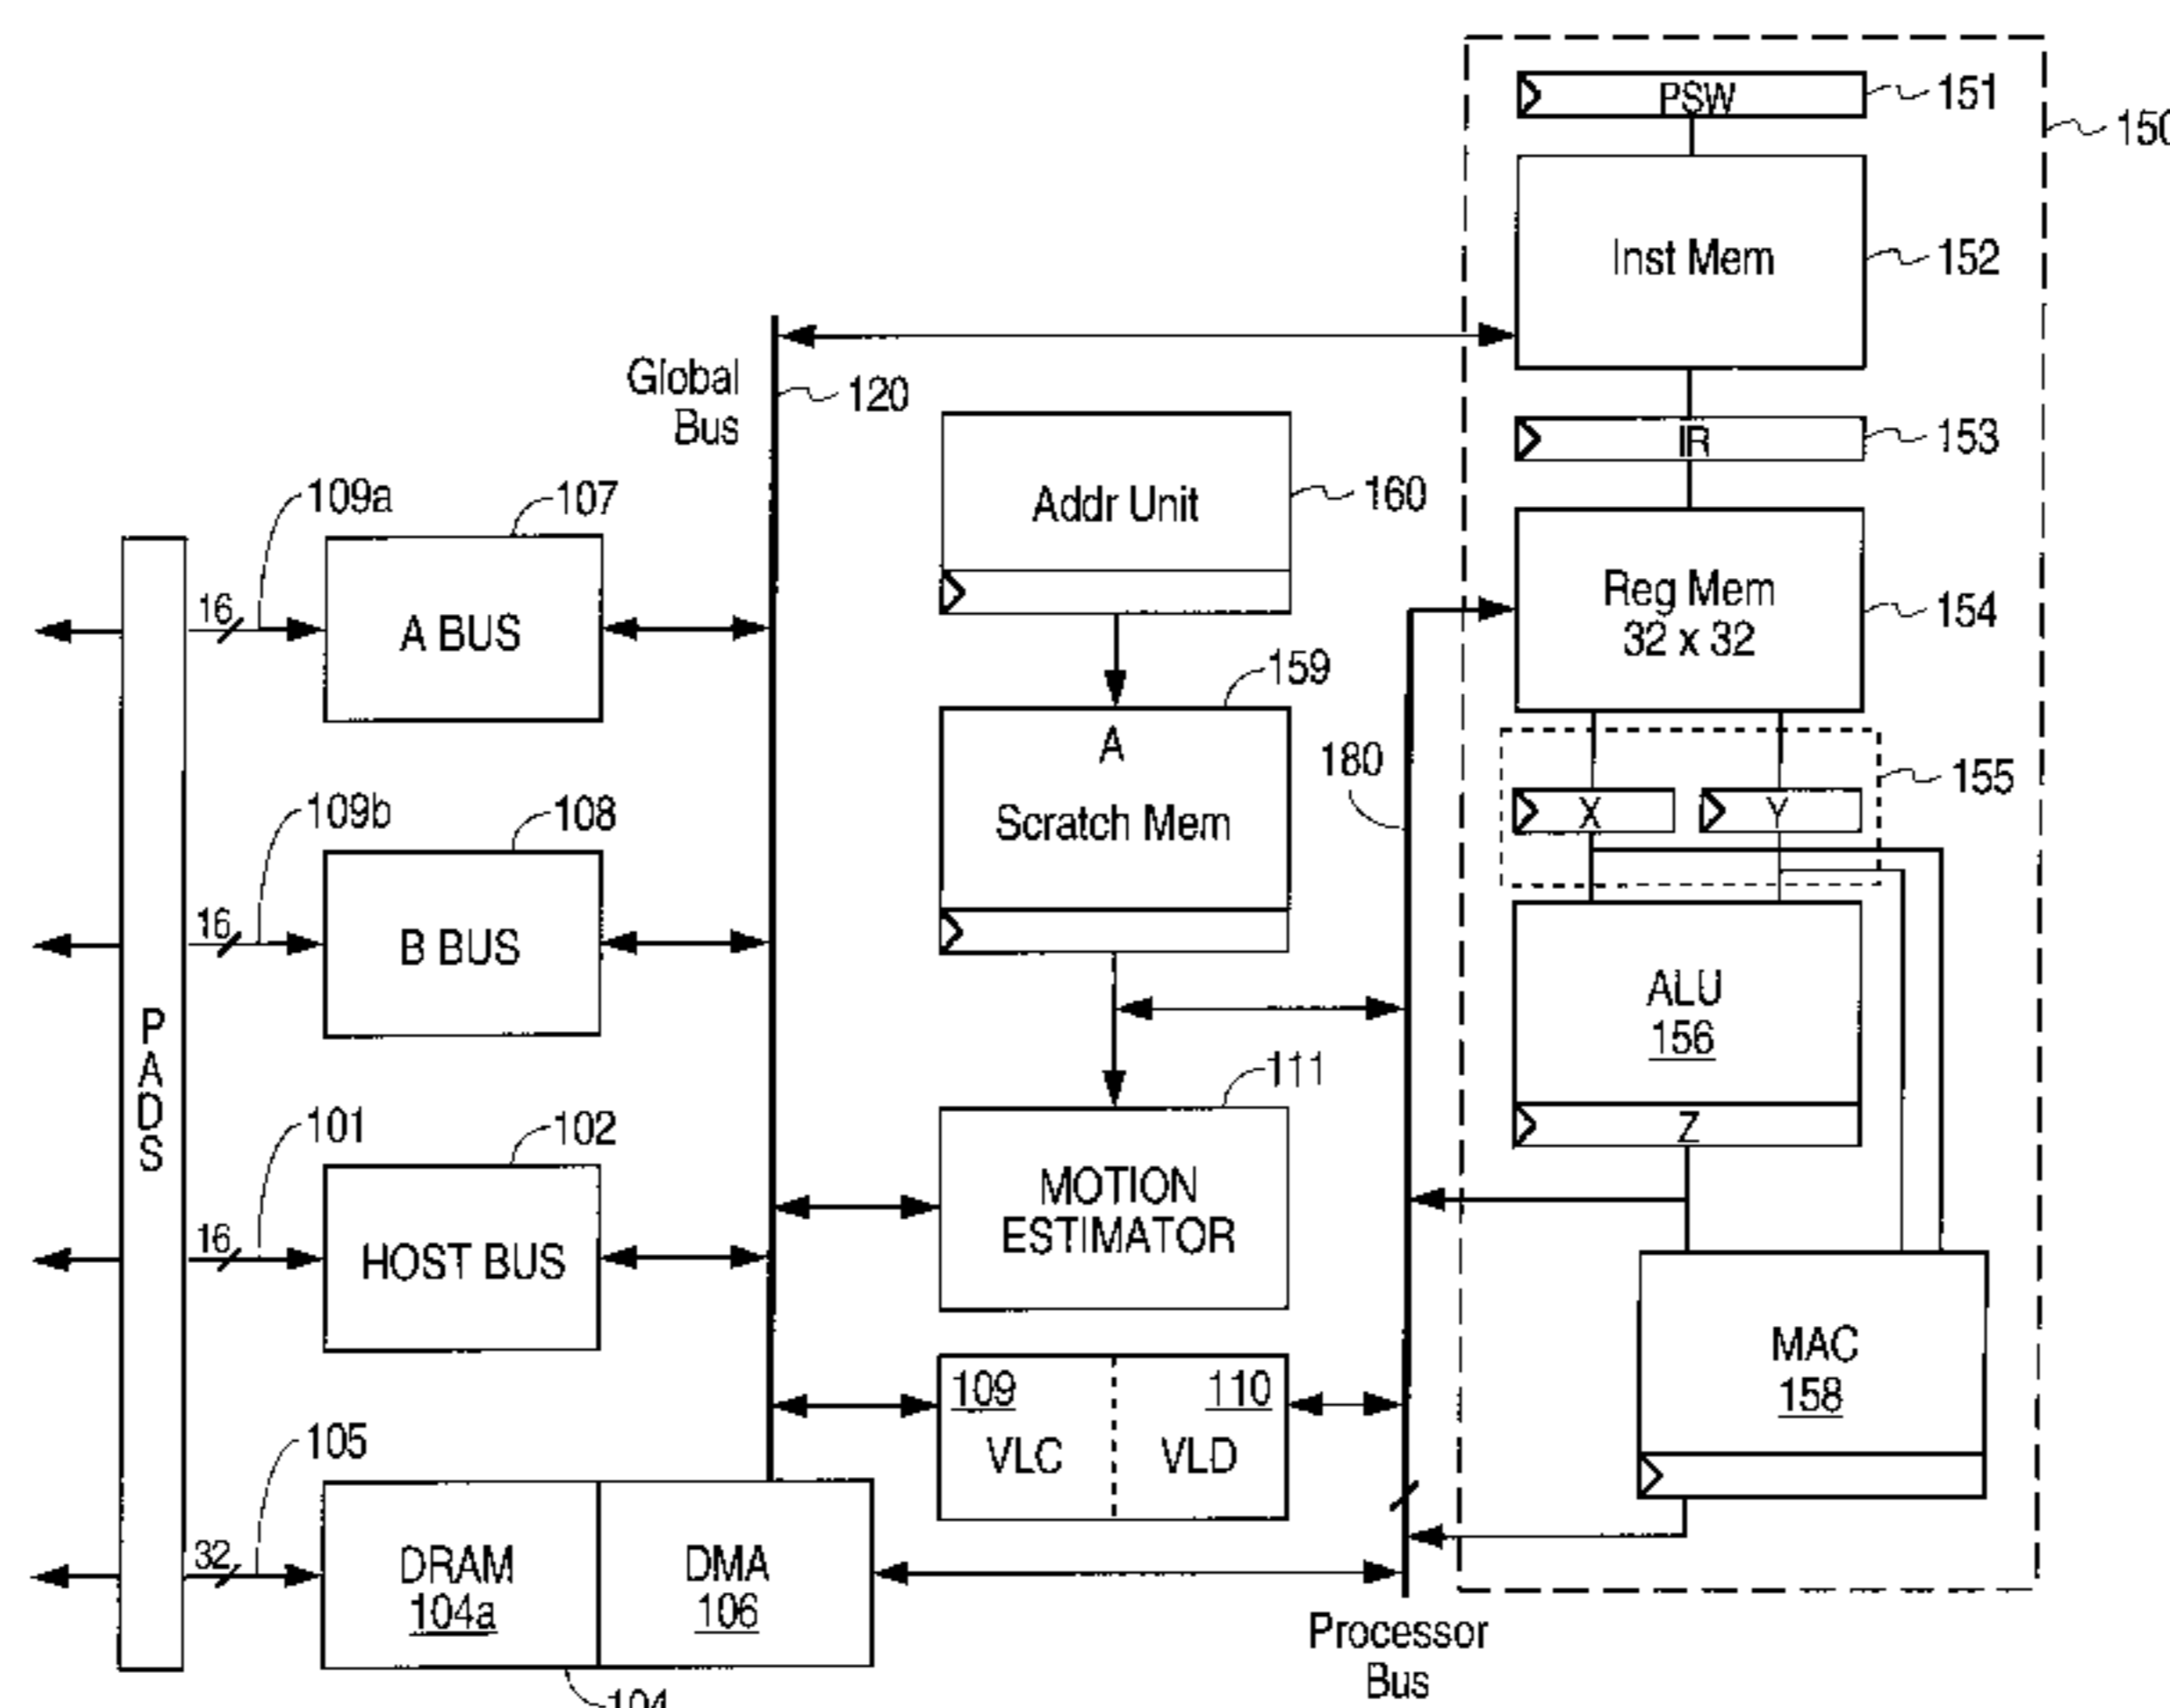 PSW
151
150
Inst Mem
152
Global
Bus
120
IR
153
Addr Unit
160
109a
107
16
A BUS
Reg Mem
32 x 32
154
159
A
Scratch Mem
180
155
X
Y
109b
108
16
B BUS
ALU
156
Z
PADS
111
MOTION
ESTIMATOR
101
102
16
HOST BUS
MAC
158
109
110
VLC
VLD
105
32
DRAM
104a
DMA
106
Processor
Bus
104